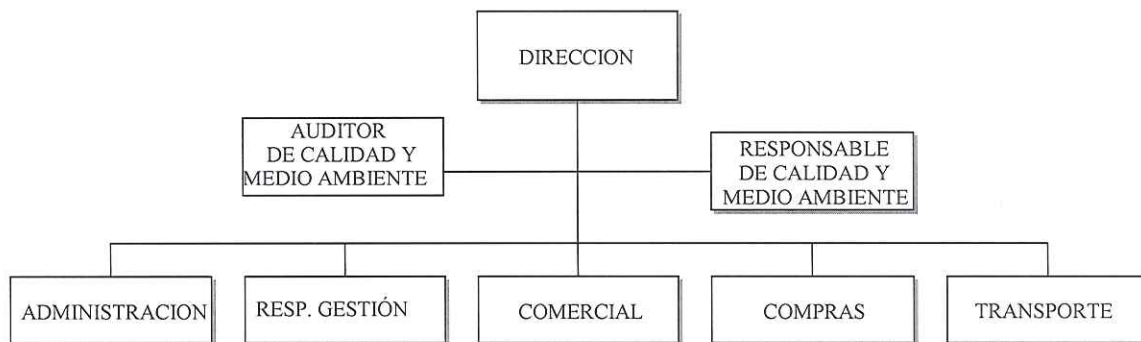 DIRECCION
AUDITOR
DE CALIDAD Y
MEDIO AMBIENTE
RESPONSABLE
DE CALIDAD Y
MEDIO AMBIENTE
ADMINISTRACION
RESP. GESTIÓN
COMERCIAL
COMPRAS
TRANSPORTE